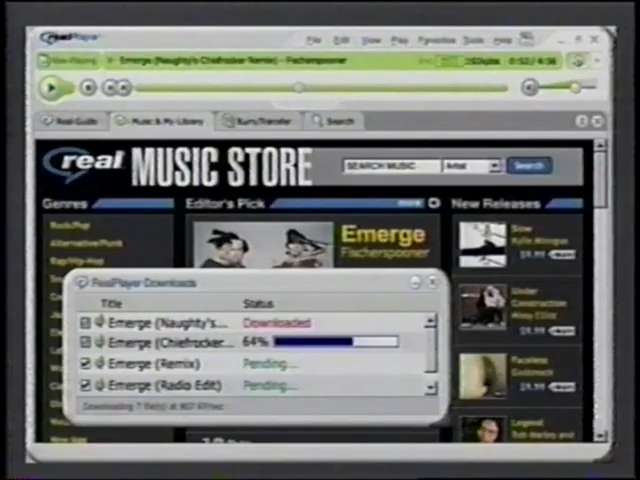 realPlayer
File Edit View Play Favorites Tools Help
Now Playing Emerge (Naughty's Chiefrocker Remix) - Fischerspooner
Real Guide Music & My Library Burn/Transfer Search
real MUSIC STORE
SEARCH MUSIC Artist Search
Genres Editor's Pick more New Releases
Rock/Pop
Alternative/Punk
Rap/Hip-Hop
Emerge
Fischerspooner
Slow
Kylie Minogue
$9.99
Under
Construction
Missy Elliot
Faceless
Godsmack
$9.99
Legend
Bob Marley and
RealPlayer Downloads
Title Status
Emerge (Naughty's... Downloaded
Emerge (Chiefrocker... 64%
Emerge (Remix) Pending...
Emerge (Radio Edit) Pending...